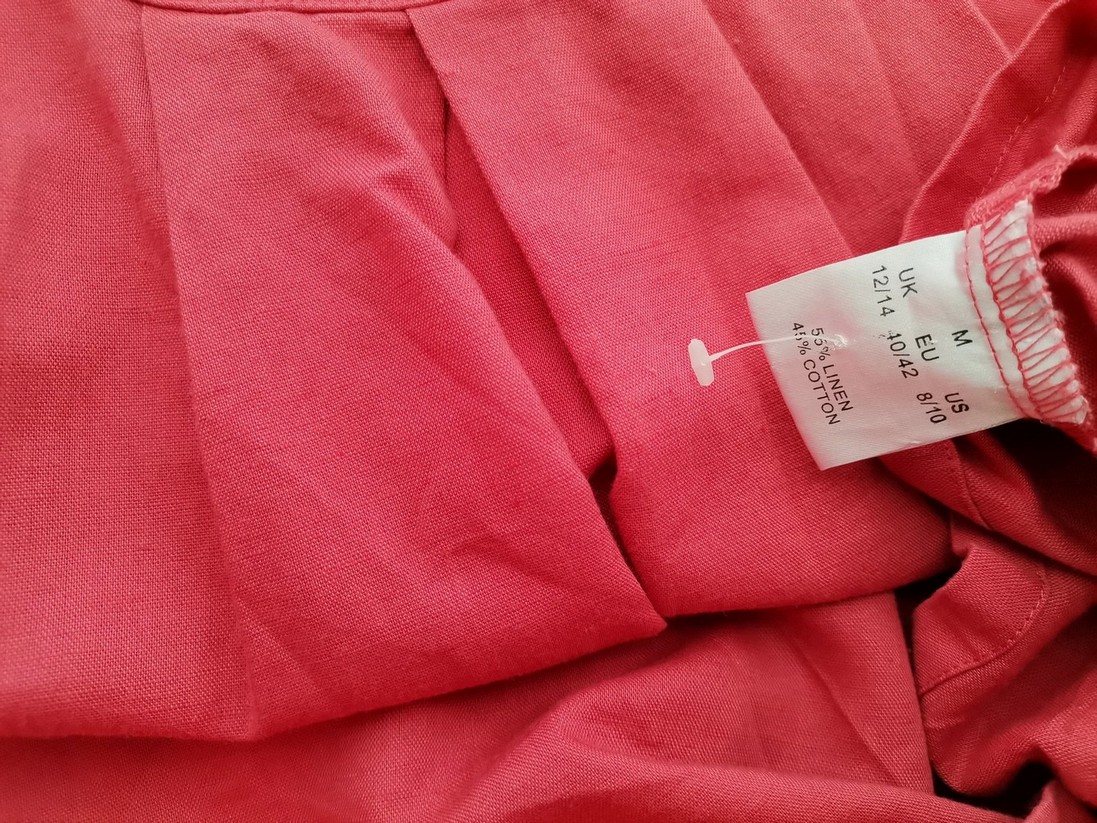 M
UK EU US
12/14 40/42 8/10
55% LINEN
45% COTTON